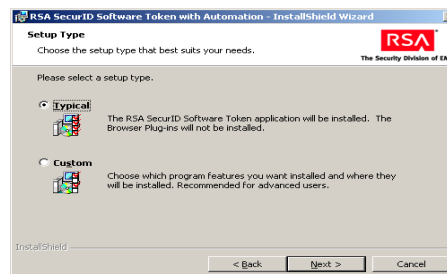 RSA SecurID Software Token with Automation - InstallShield Wizard
Setup Type
Choose the setup type that best suits your needs.
RSA
The Security Division of EM
Please select a setup type.
Typical
The RSA SecurID Software Token application will be installed. The
Browser Plug-ins will not be installed.
Custom
Choose which program features you want installed and where they
will be installed. Recommended for advanced users.
InstallShield
< Back
Next >
Cancel